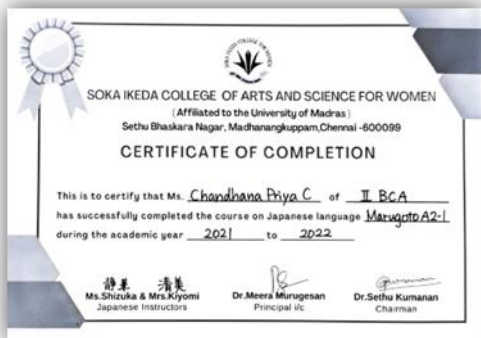 SOKA IKEDA COLLEGE OF ARTS AND SCIENCE FOR WOMEN
(Affiliated to the University of Madras)
Sethu Bhaskara Nagar, Madhanangkuppam,Chennai -600099
CERTIFICATE OF COMPLETION
This is to certify that Ms. Chandhana Priya C of II BCA
has successfully completed the course on Japanese language Marugoto A2-1
during the academic year 2021 to 2022
清美
Ms.Shizuka & Mrs.Kiyomi Dr.Meera Murugesan Dr.Sethu Kumanan
Japanese Instructors Principal i/c Chairman